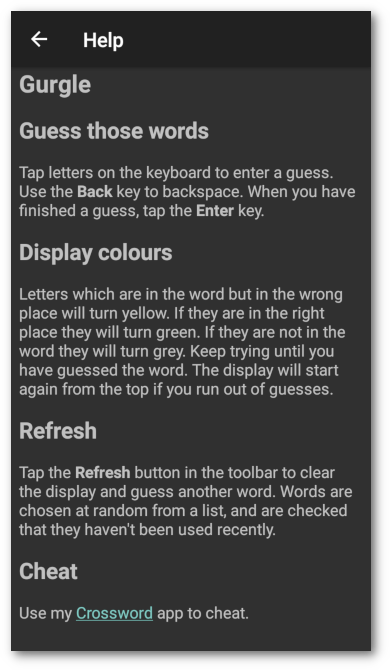 Help
Gurgle
Guess those words
Tap letters on the keyboard to enter a guess.
Use the Back key to backspace. When you have
finished a guess, tap the Enter key.
Display colours
Letters which are in the word but in the wrong
place will turn yellow. If they are in the right
place they will turn green. If they are not in the
word they will turn grey. Keep trying until you
have guessed the word. The display will start
again from the top if you run out of guesses.
Refresh
Tap the Refresh button in the toolbar to clear
the display and guess another word. Words are
chosen at random from a list, and are checked
that they haven't been used recently.
Cheat
Use my Crossword app to cheat.